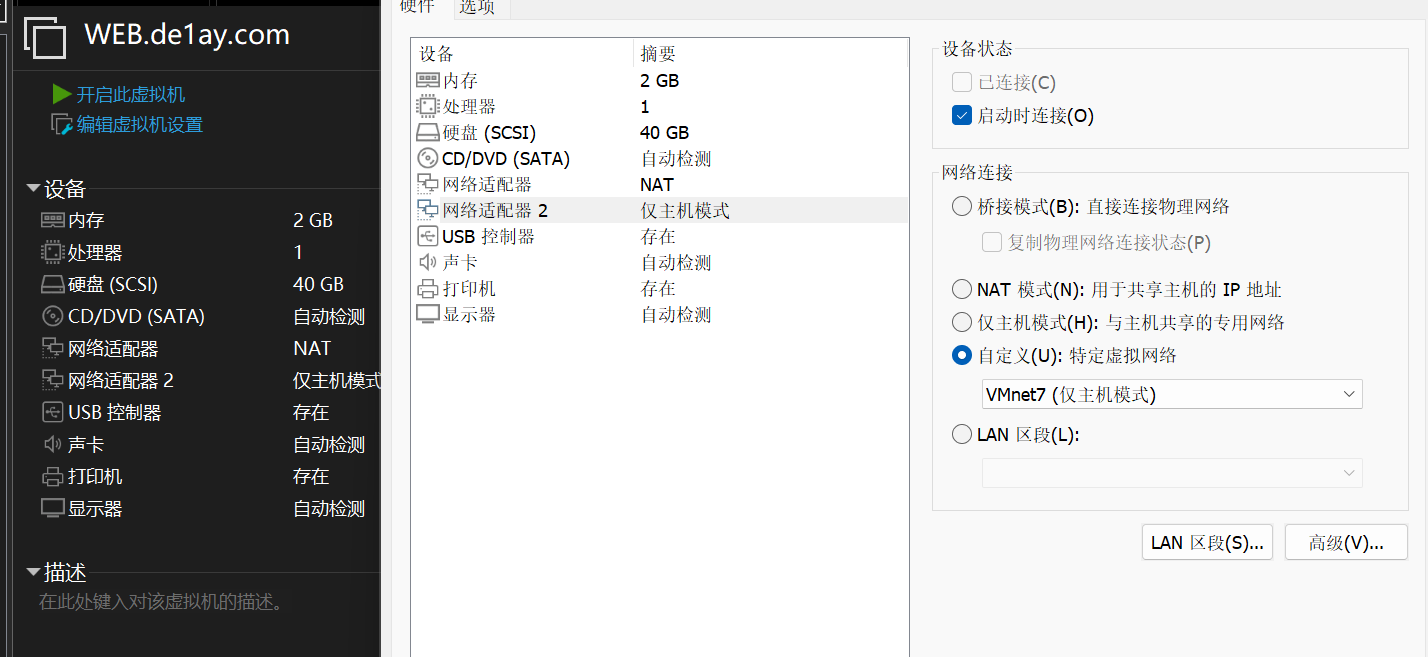 WEB.de1ay.com
开启此虚拟机
编辑虚拟机设置
设备
内存 2 GB
处理器 1
硬盘 (SCSI) 40 GB
CD/DVD (SATA) 自动检测
网络适配器 NAT
网络适配器 2 仅主机模式
USB 控制器 存在
声卡 自动检测
打印机 存在
显示器 自动检测
描述
在此处键入对该虚拟机的描述。
硬件 选项
设备 摘要
内存 2 GB
处理器 1
硬盘 (SCSI) 40 GB
CD/DVD (SATA) 自动检测
网络适配器 NAT
网络适配器 2 仅主机模式
USB 控制器 存在
声卡 自动检测
打印机 存在
显示器 自动检测
设备状态
已连接(C)
启动时连接(O)
网络连接
桥接模式(B): 直接连接物理网络
复制物理网络连接状态(P)
NAT 模式(N): 用于共享主机的 IP 地址
仅主机模式(H): 与主机共享的专用网络
自定义(U): 特定虚拟网络
VMnet7 (仅主机模式)
LAN 区段(L):
LAN 区段(S)... 高级(V)...